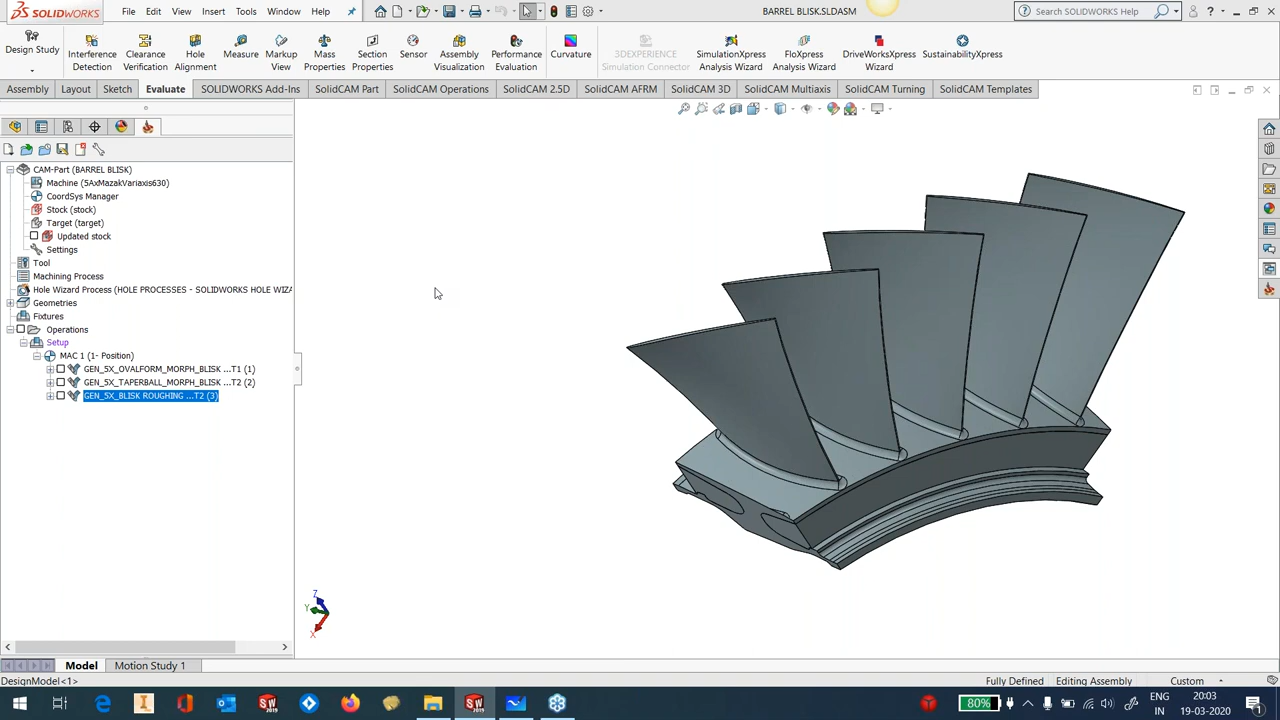 SOLIDWORKS File Edit View Insert Tools Window Help BARREL BLISK.SLDASM Search SOLIDWORKS Help
Design Study
Interference Detection
Clearance Verification
Hole Alignment
Measure
Markup View
Mass Properties
Section Properties
Sensor
Assembly Visualization
Performance Evaluation
Curvature
3DEXPERIENCE Simulation Connector
SimulationXpress Analysis Wizard
FloXpress Analysis Wizard
DriveWorksXpress Wizard
SustainabilityXpress
Assembly Layout Sketch Evaluate SOLIDWORKS Add-Ins SolidCAM Part SolidCAM Operations SolidCAM 2.5D SolidCAM AFRM SolidCAM 3D SolidCAM Multiaxis SolidCAM Turning SolidCAM Templates
CAM-Part (BARREL BLISK)
Machine (5AxMazakVariaxis630)
CoordSys Manager
Stock (stock)
Target (target)
Updated stock
Settings
Tool
Machining Process
Hole Wizard Process (HOLE PROCESSES - SOLIDWORKS HOLE WIZA
Geometries
Fixtures
Operations
Setup
MAC 1 (1- Position)
GEN_5X_OVALFORM_MORPH_BLISK ...T1 (1)
GEN_5X_TAPERBALL_MORPH_BLISK ...T2 (2)
GEN_5X_BLISK ROUGHING ...T2 (3)
Z
Y
X
Model Motion Study 1
DesignModel<1> Fully Defined Editing Assembly Custom
80% ENG 20:03
IN 19-03-2020